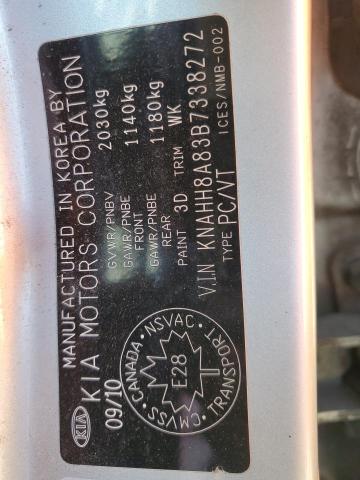 MANUFACTURED IN KOREA BY
KIA KIA MOTORS CORPORATION
09/10
GVWR/PNBV 2030kg
GAWR/PNBE FRONT 1140kg
GAWR/PNBE REAR 1180kg
PAINT 3D TRIM WK
V.I.N KNAHH8A83B7338272
TYPE PC/VT
ICES/NMB-002
CANADA · NSVAC · TRANSPORT · CMVSS
E28